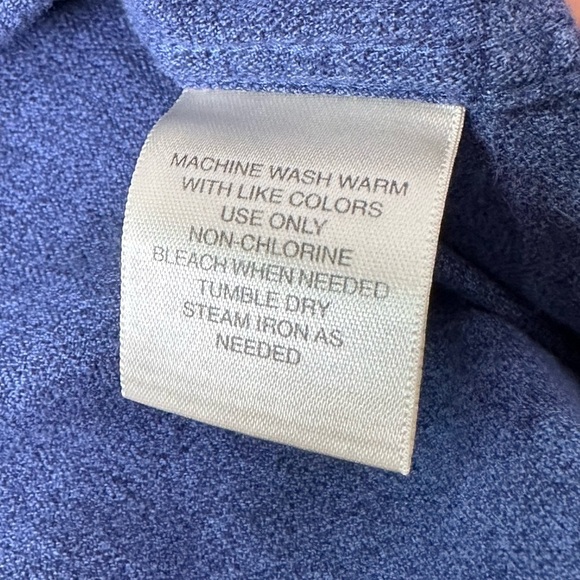 MACHINE WASH WARM
WITH LIKE COLORS
USE ONLY
NON-CHLORINE
BLEACH WHEN NEEDED
TUMBLE DRY
STEAM IRON AS
NEEDED